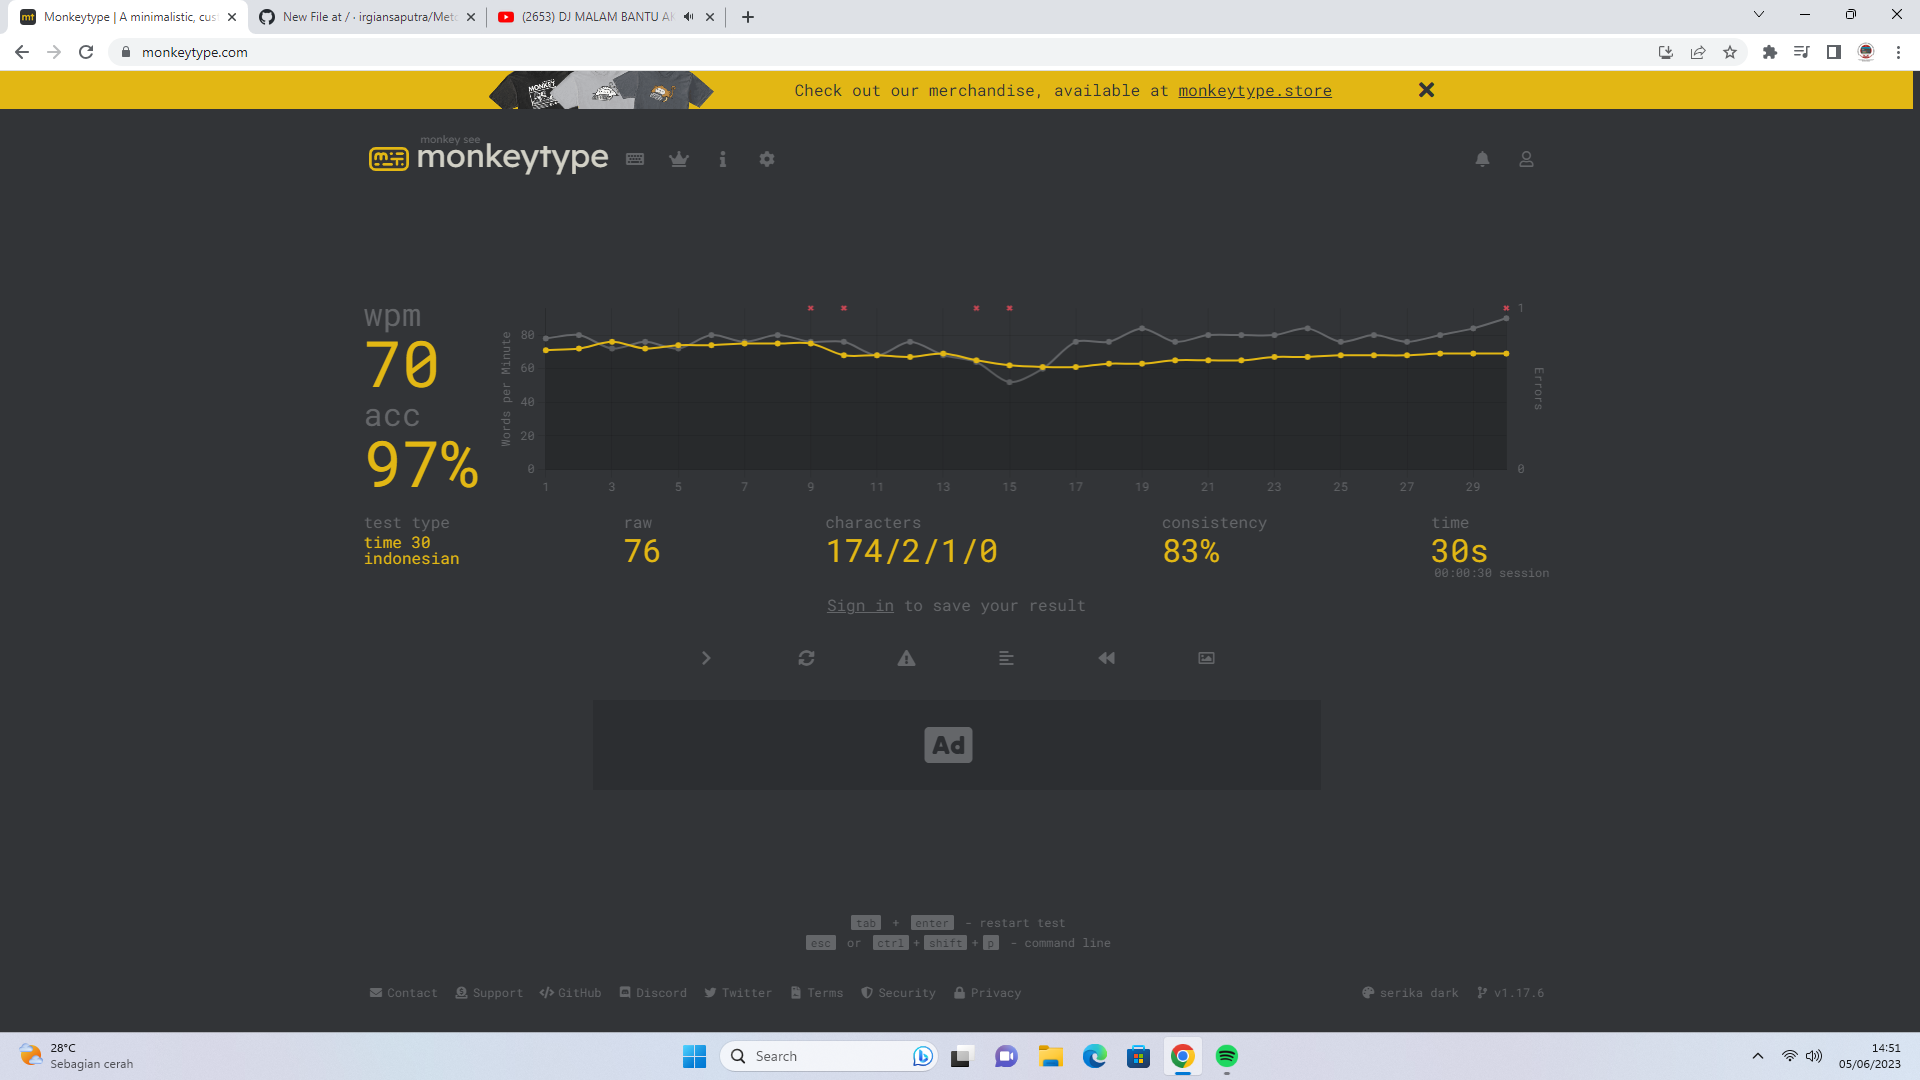 Monkeytype | A minimalistic, cus
New File at / · irgiansaputra/Meto
(2653) DJ MALAM BANTU AK
monkeytype.com
Check out our merchandise, available at monkeytype.store
monkey see
monkeytype
wpm
70
acc
97%
Words per Minute
80
60
40
20
0
1
3
5
7
9
11
13
15
17
19
21
23
25
27
29
1
0
Errors
test type
time 30
indonesian
raw
76
characters
174/2/1/0
consistency
83%
time
30s
00:00:30 session
Sign in to save your result
Ad
tab + enter - restart test
esc or ctrl + shift + p - command line
Contact Support GitHub Discord Twitter Terms Security Privacy serika dark v1.17.6
28°C
Sebagian cerah
Search
14:51
05/06/2023